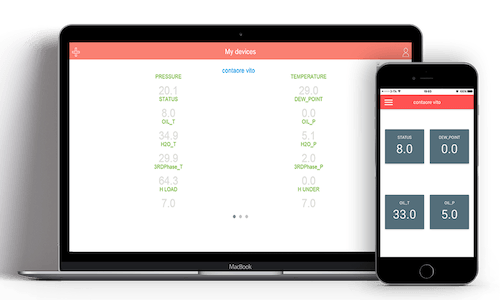 My devices
contaore vito
PRESSURE TEMPERATURE
20.1 29.0
STATUS DEW_POINT
8.0 0.0
OIL_T OIL_P
34.9 5.1
H2O_T H2O_P
29.9 2.0
3RDPhase_T 3RDPhase_P
64.3 0.0
H LOAD H UNDER
7.0 7.0
MacBook
contaore vito
STATUS DEW_POINT
8.0 0.0
OIL_T OIL_P
33.0 5.0